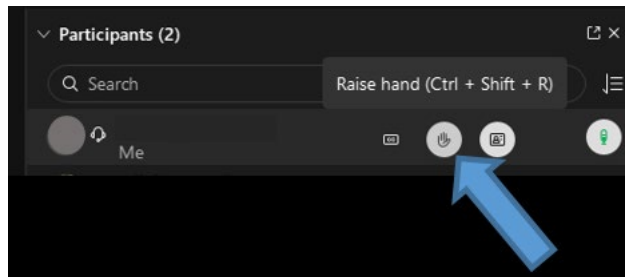 Participants (2)
Search
Raise hand (Ctrl + Shift + R)
Me